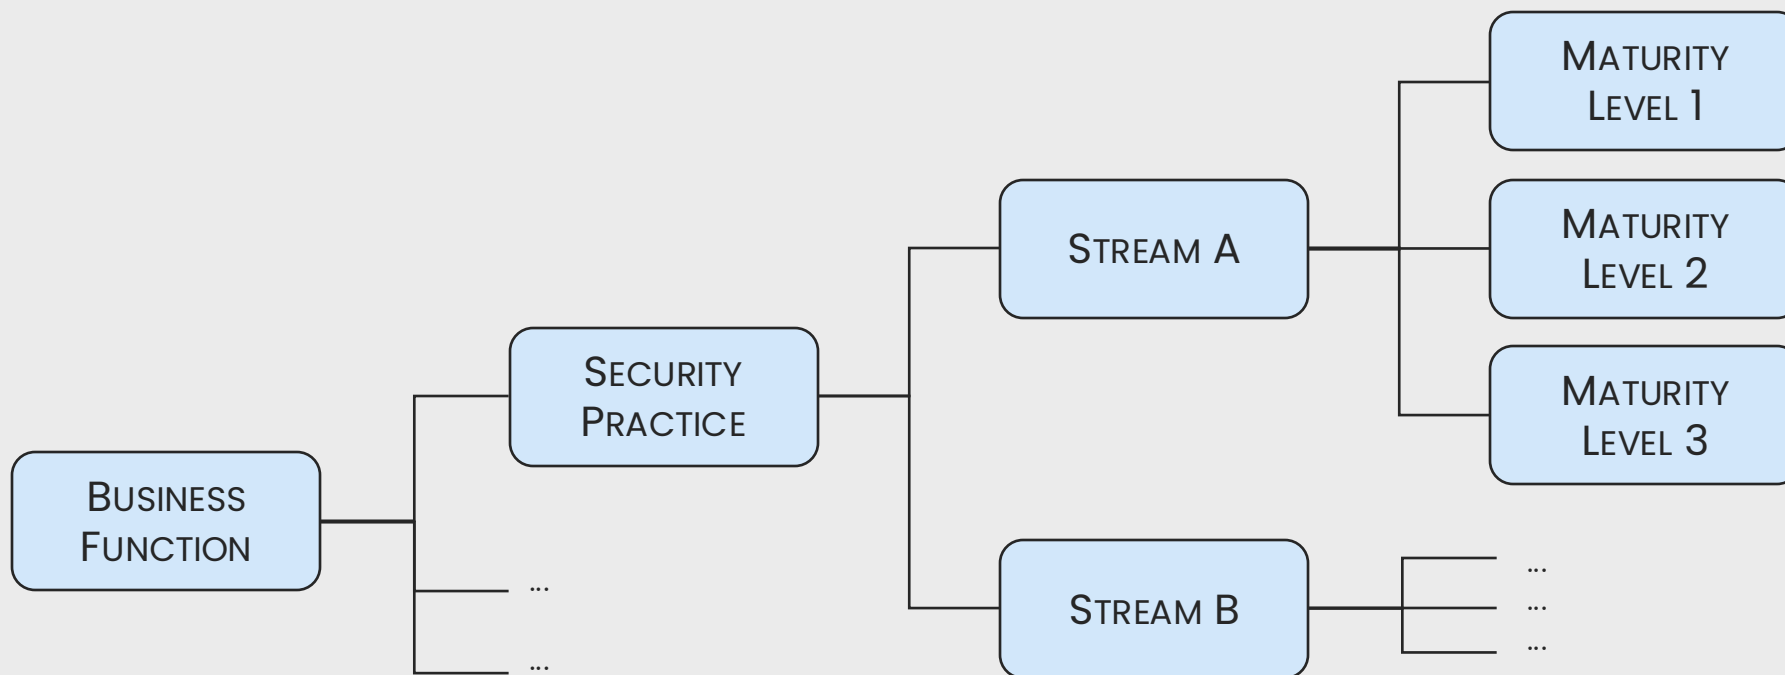 Business
Function
Security
Practice
...
...
Stream A
Stream B
Maturity
Level 1
Maturity
Level 2
Maturity
Level 3
...
...
...